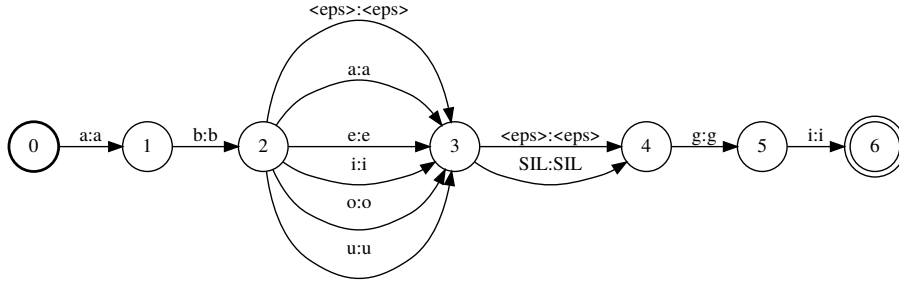 <eps>:<eps>
a:a
a:a
b:b
e:e
<eps>:<eps>
g:g
i:i
0
1
2
3
4
5
6
i:i
SIL:SIL
o:o
u:u